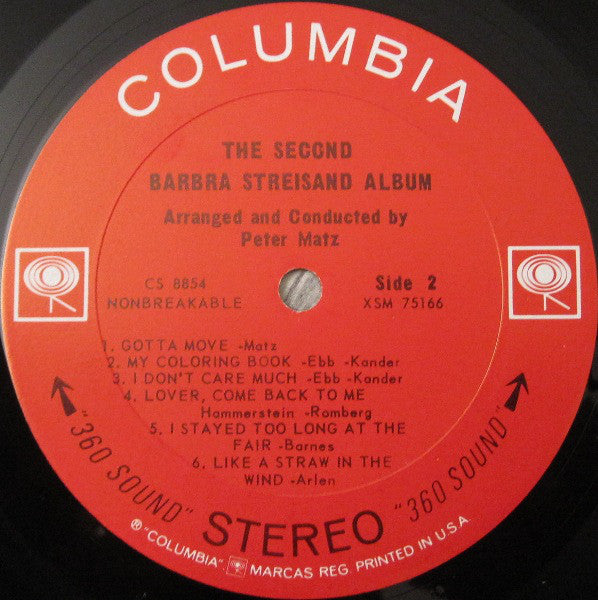 COLUMBIA
THE SECOND
BARBRA STREISAND ALBUM
Arranged and Conducted by
Peter Matz
CS 8854
NONBREAKABLE
Side 2
XSM 75166
1. GOTTA MOVE -Matz
2. MY COLORING BOOK -Ebb -Kander
3. I DON'T CARE MUCH -Ebb -Kander
4. LOVER, COME BACK TO ME
Hammerstein -Romberg
5. I STAYED TOO LONG AT THE
FAIR -Barnes
6. LIKE A STRAW IN THE
WIND -Arlen
"360 SOUND" STEREO "360 SOUND"
® "COLUMBIA" MARCAS REG. PRINTED IN U.S.A.